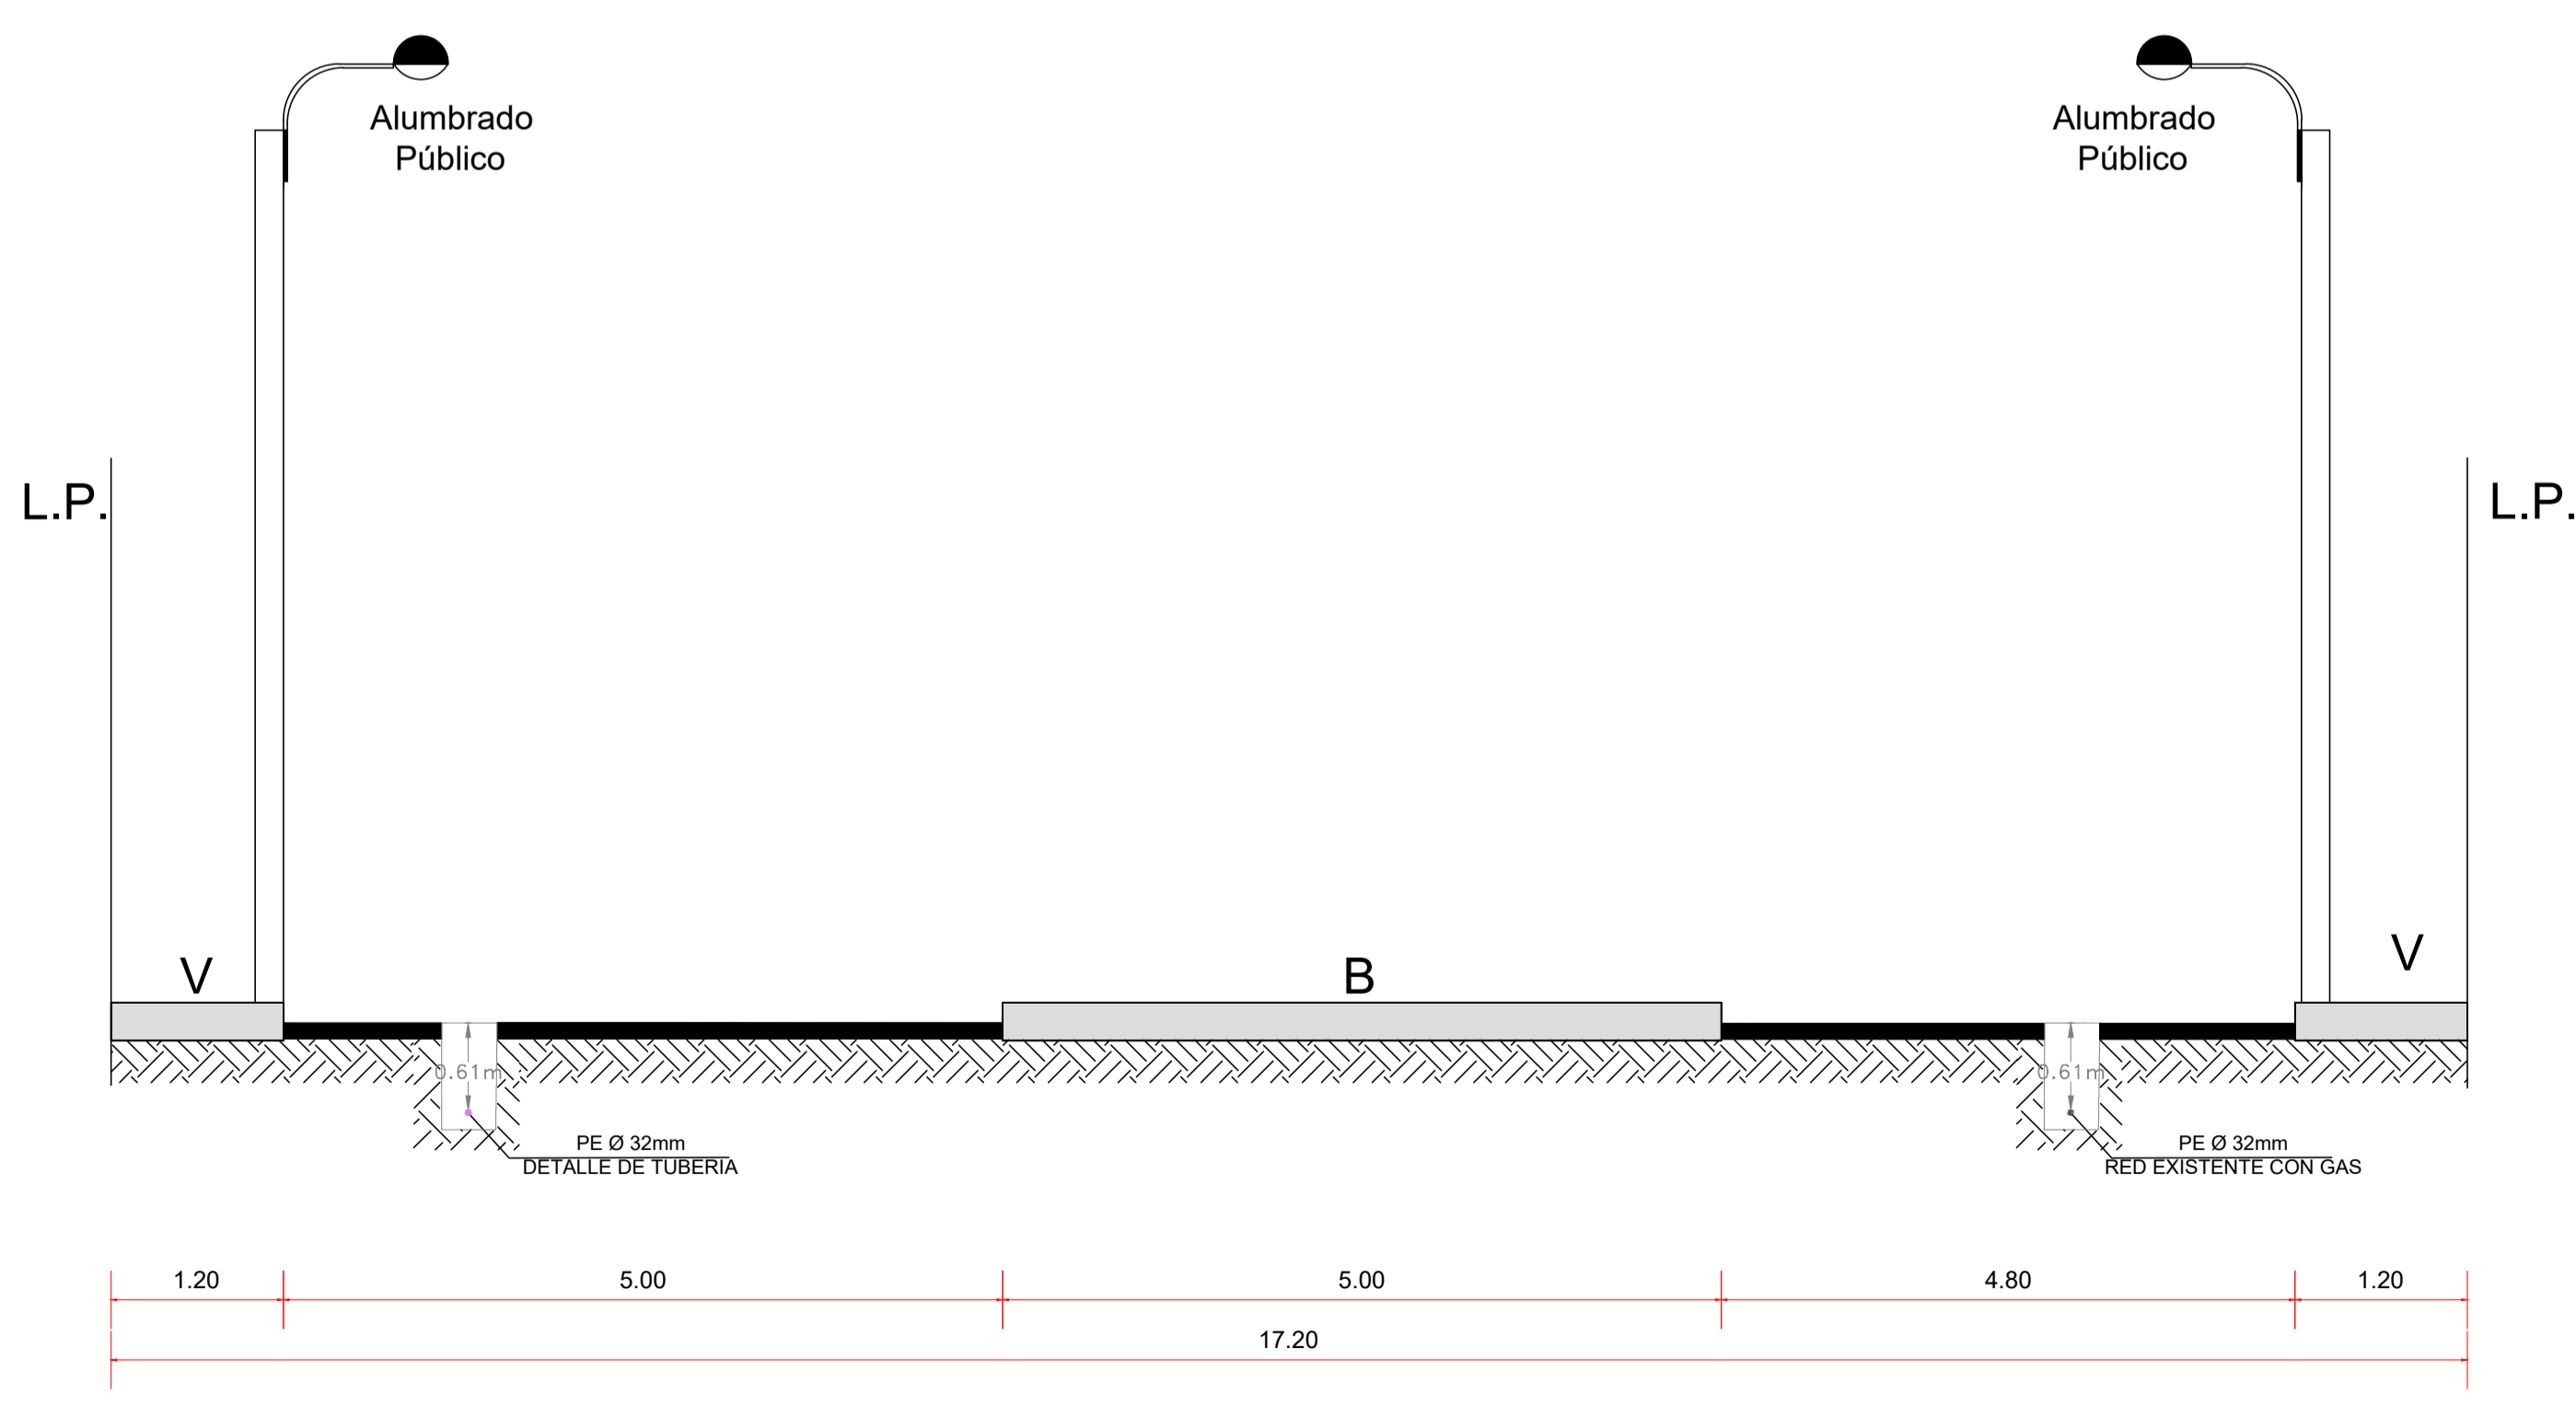 Alumbrado
Público
Alumbrado
Público
L.P.
L.P.
V
B
V
0.61m
0.61m
PE Ø 32mm
DETALLE DE TUBERIA
PE Ø 32mm
RED EXISTENTE CON GAS
1.20
5.00
5.00
4.80
1.20
17.20